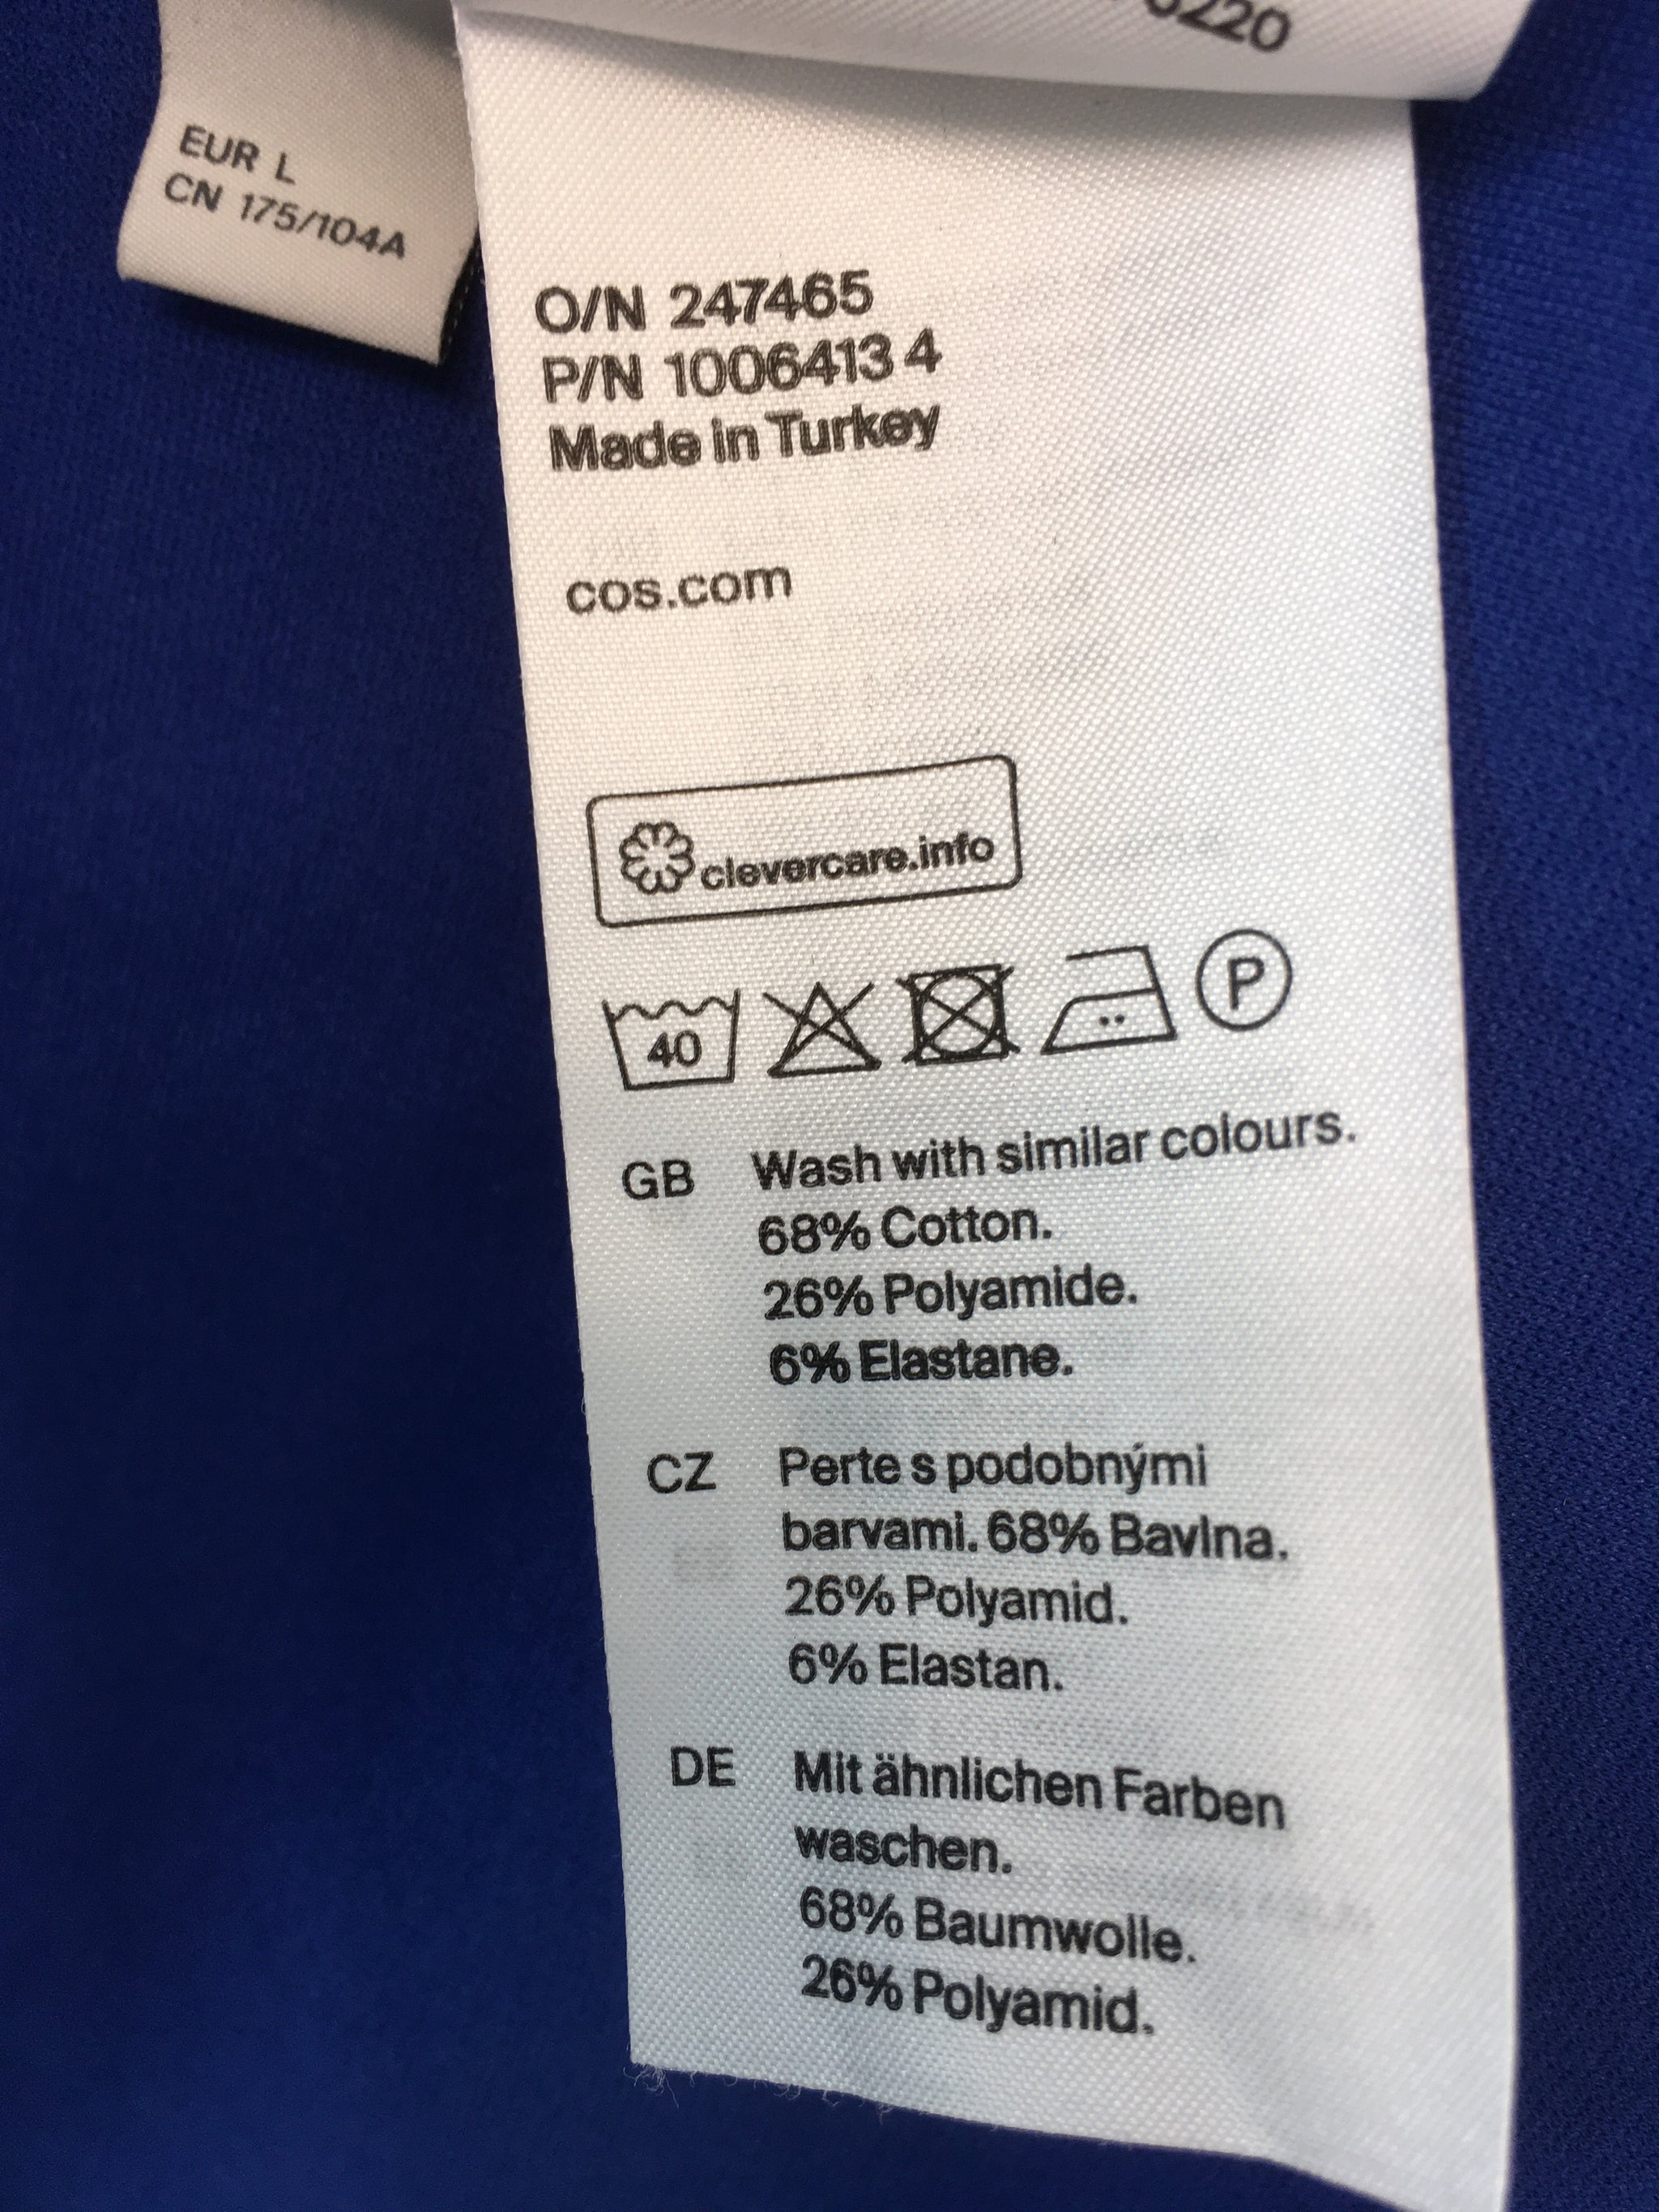 EUR L
CN 175/104A
O/N 247465
P/N 1006413 4
Made in Turkey
cos.com
clevercare.info
40
P
GB Wash with similar colours.
68% Cotton.
26% Polyamide.
6% Elastane.
CZ Perte s podobnými
barvami. 68% Bavlna.
26% Polyamid.
6% Elastan.
DE Mit ähnlichen Farben
waschen.
68% Baumwolle.
26% Polyamid.